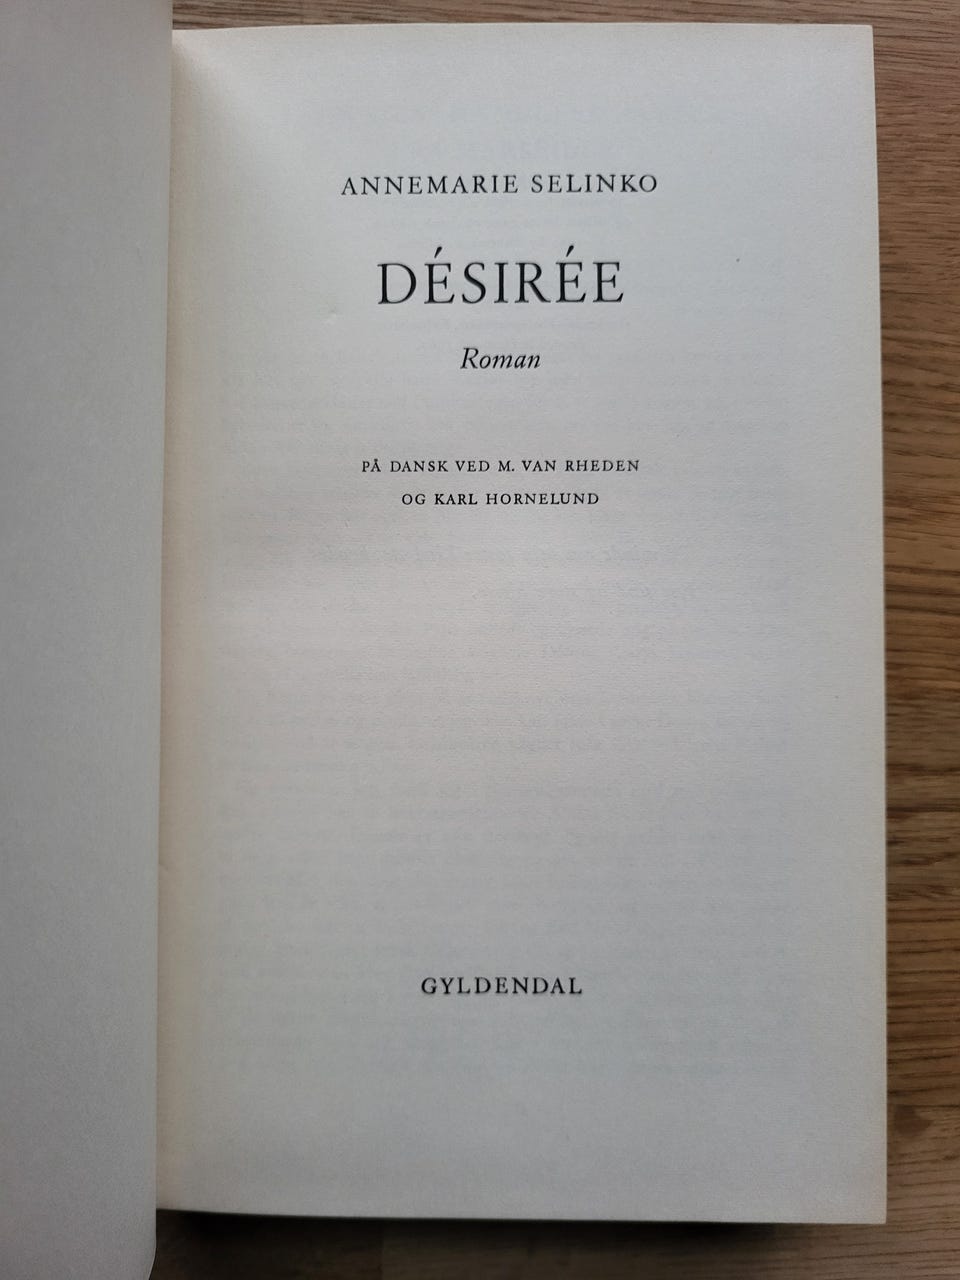 ANNEMARIE SELINKO
DÉSIRÉE
Roman
PÅ DANSK VED M. VAN RHEDEN
OG KARL HORNELUND
GYLDENDAL